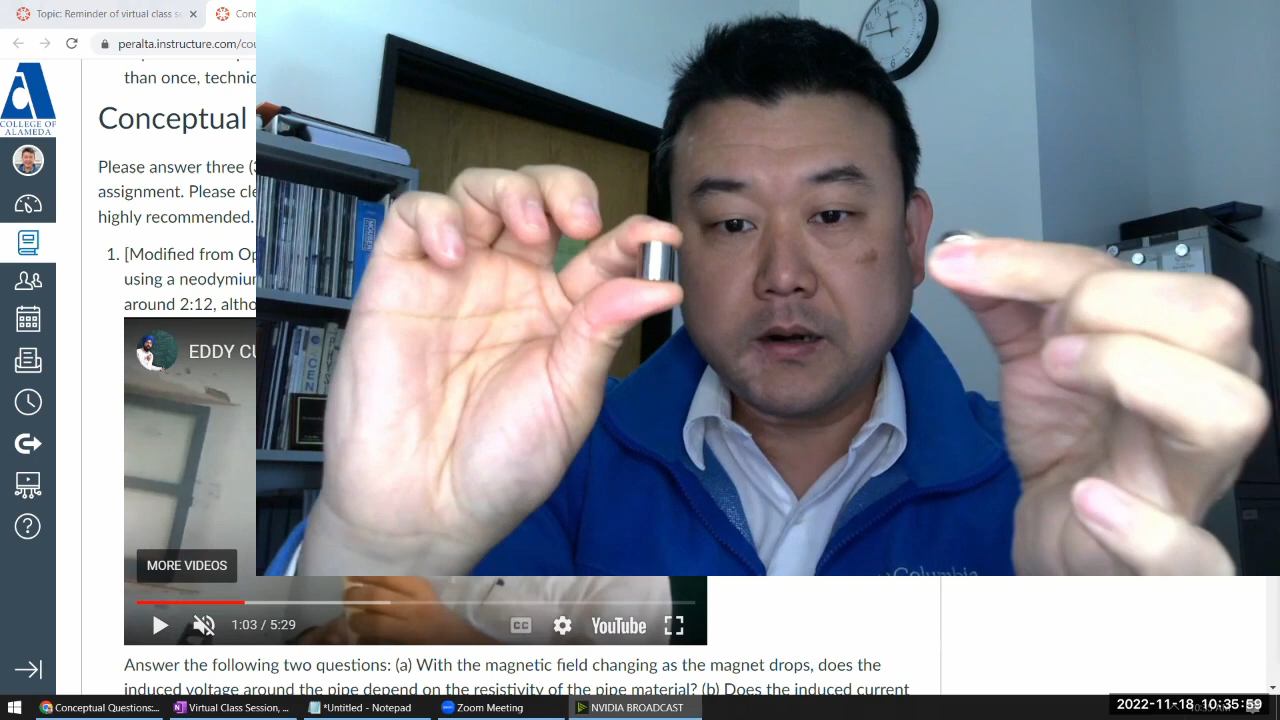 Topic: Reminder of virtual class s
Conc
peralta.instructure.com/cou
than once, technic
COLLEGE OF
ALAMEDA
Conceptual
Please answer three (3
assignment. Please cle
highly recommended.
1. [Modified from Op
using a neodymiu
around 2:12, altho
EDDY CU
MORE VIDEOS
1:03 / 5:29
CC
YouTube
Columbia
Answer the following two questions: (a) With the magnetic field changing as the magnet drops, does the
induced voltage around the pipe depend on the resistivity of the pipe material? (b) Does the induced current
Conceptual Questions:...
Virtual Class Session, ...
*Untitled - Notepad
Zoom Meeting
NVIDIA BROADCAST
2022-11-18 10:35:59